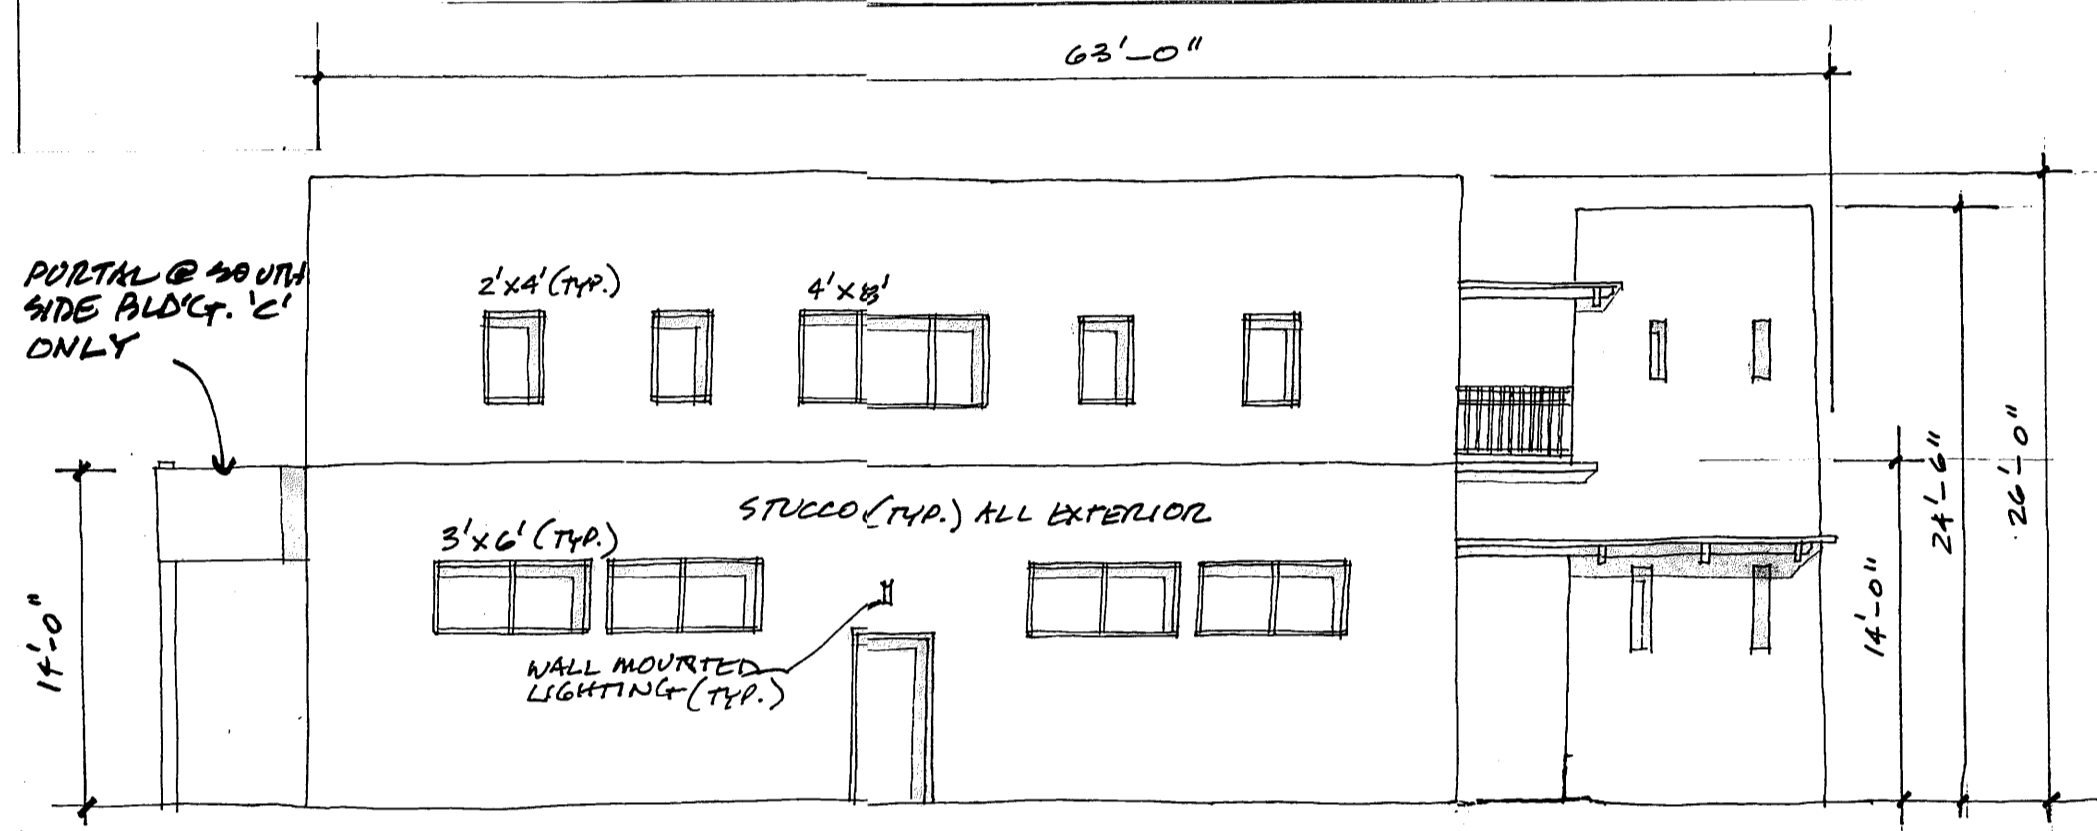 63'-0"
PORTAL @ SOUTH
SIDE BLD'G. 'C'
ONLY
2'x4' (TYP.)
4'x8'
STUCCO (TYP.) ALL EXTERIOR
3'x6' (TYP.)
WALL MOUNTED
LIGHTING (TYP.)
14'-0"
14'-0"
24'-6"
26'-0"